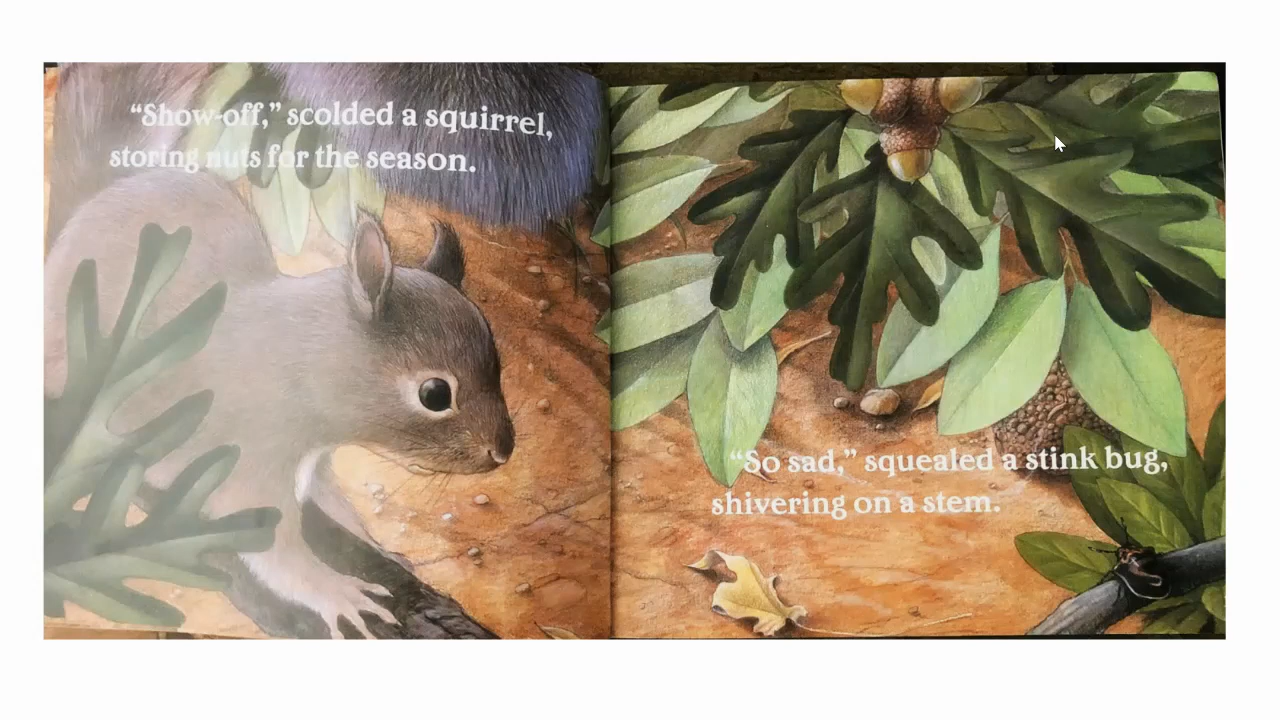 “Show-off,” scolded a squirrel,
storing nuts for the season.
“So sad,” squealed a stink bug,
shivering on a stem.